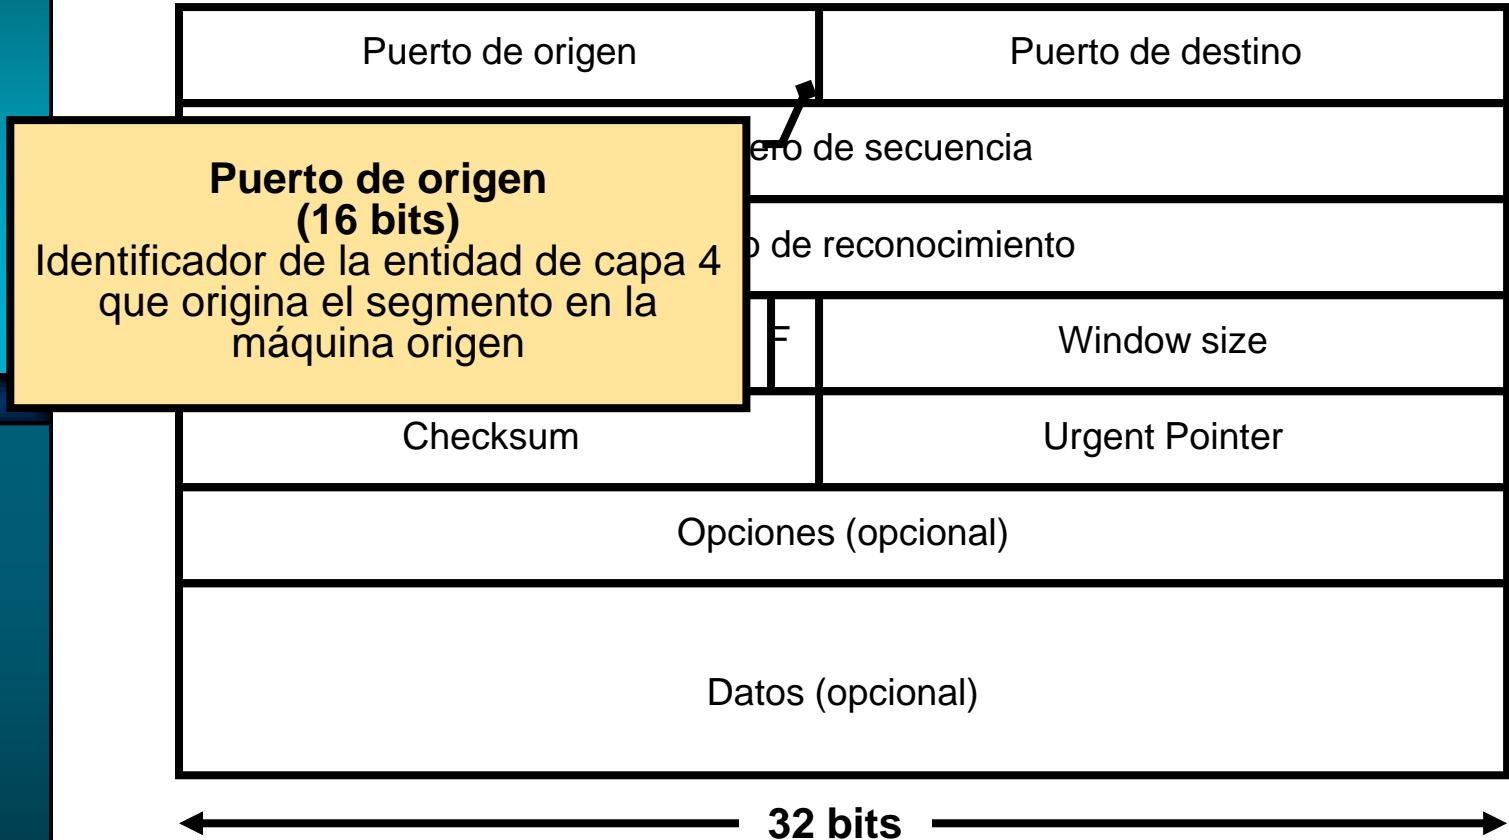 Puerto de origen
Puerto de destino
de secuencia
Puerto de origen
(16 bits)
Identificador de la entidad de capa 4
que origina el segmento en la
máquina origen
de reconocimiento
F
Window size
Checksum
Urgent Pointer
Opciones (opcional)
Datos (opcional)
32 bits